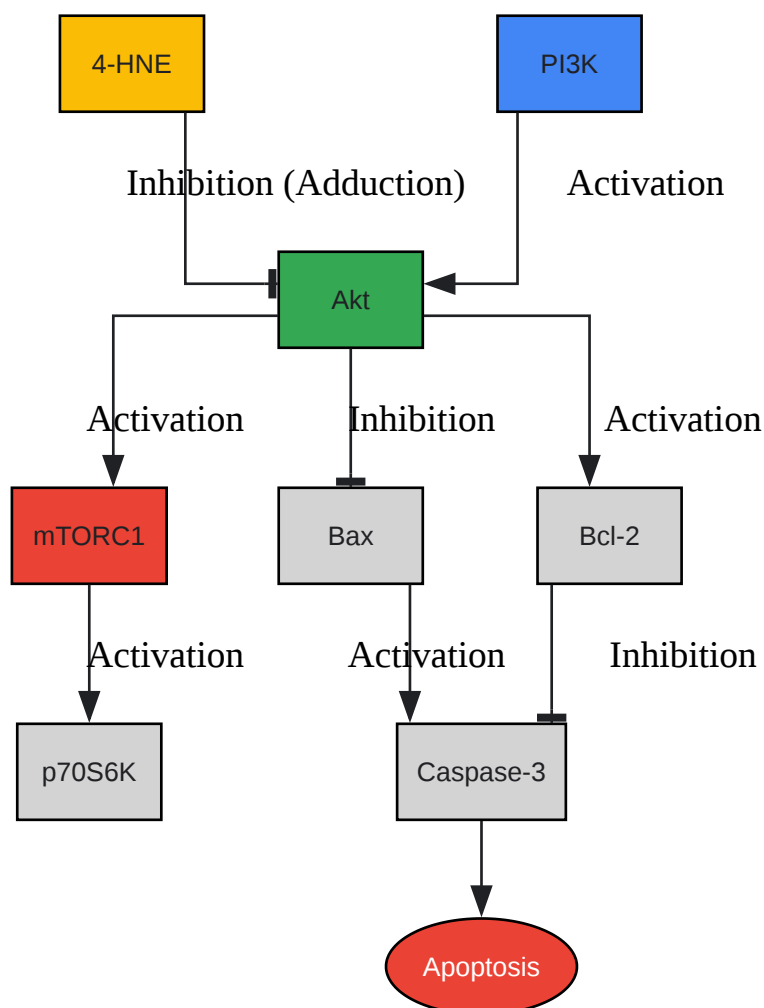 4-HNE
PI3K
Inhibition (Adduction)
Activation
Akt
Activation
Inhibition
Activation
mTORC1
Bax
Bcl-2
Activation
Activation
Inhibition
p70S6K
Caspase-3
Apoptosis